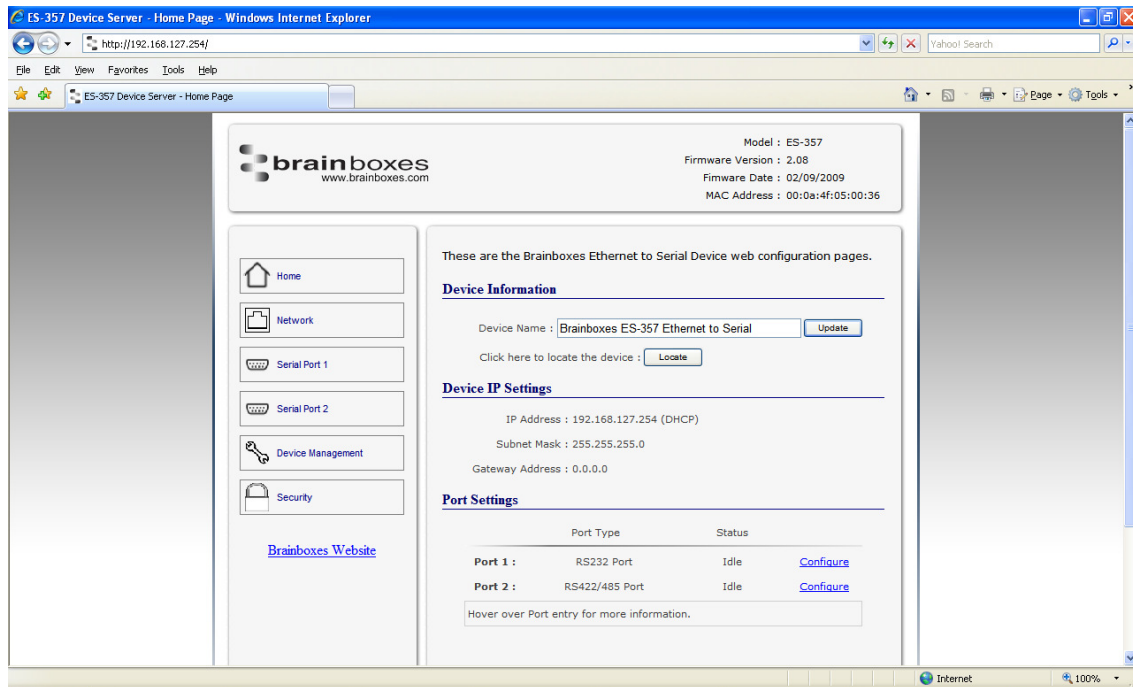 ES-357 Device Server - Home Page - Windows Internet Explorer
http://192.168.127.254/
Yahoo! Search
File Edit View Favorites Tools Help
ES-357 Device Server - Home Page
Page
Tools
brainboxes
www.brainboxes.com
Model : ES-357
Firmware Version : 2.08
Fimware Date : 02/09/2009
MAC Address : 00:0a:4f:05:00:36
Home
Network
Serial Port 1
Serial Port 2
Device Management
Security
Brainboxes Website
These are the Brainboxes Ethernet to Serial Device web configuration pages.
Device Information
Device Name : Brainboxes ES-357 Ethernet to Serial Update
Click here to locate the device : Locate
Device IP Settings
IP Address : 192.168.127.254 (DHCP)
Subnet Mask : 255.255.255.0
Gateway Address : 0.0.0.0
Port Settings
Port Type Status
Port 1 : RS232 Port Idle Configure
Port 2 : RS422/485 Port Idle Configure
Hover over Port entry for more information.
Internet
100%